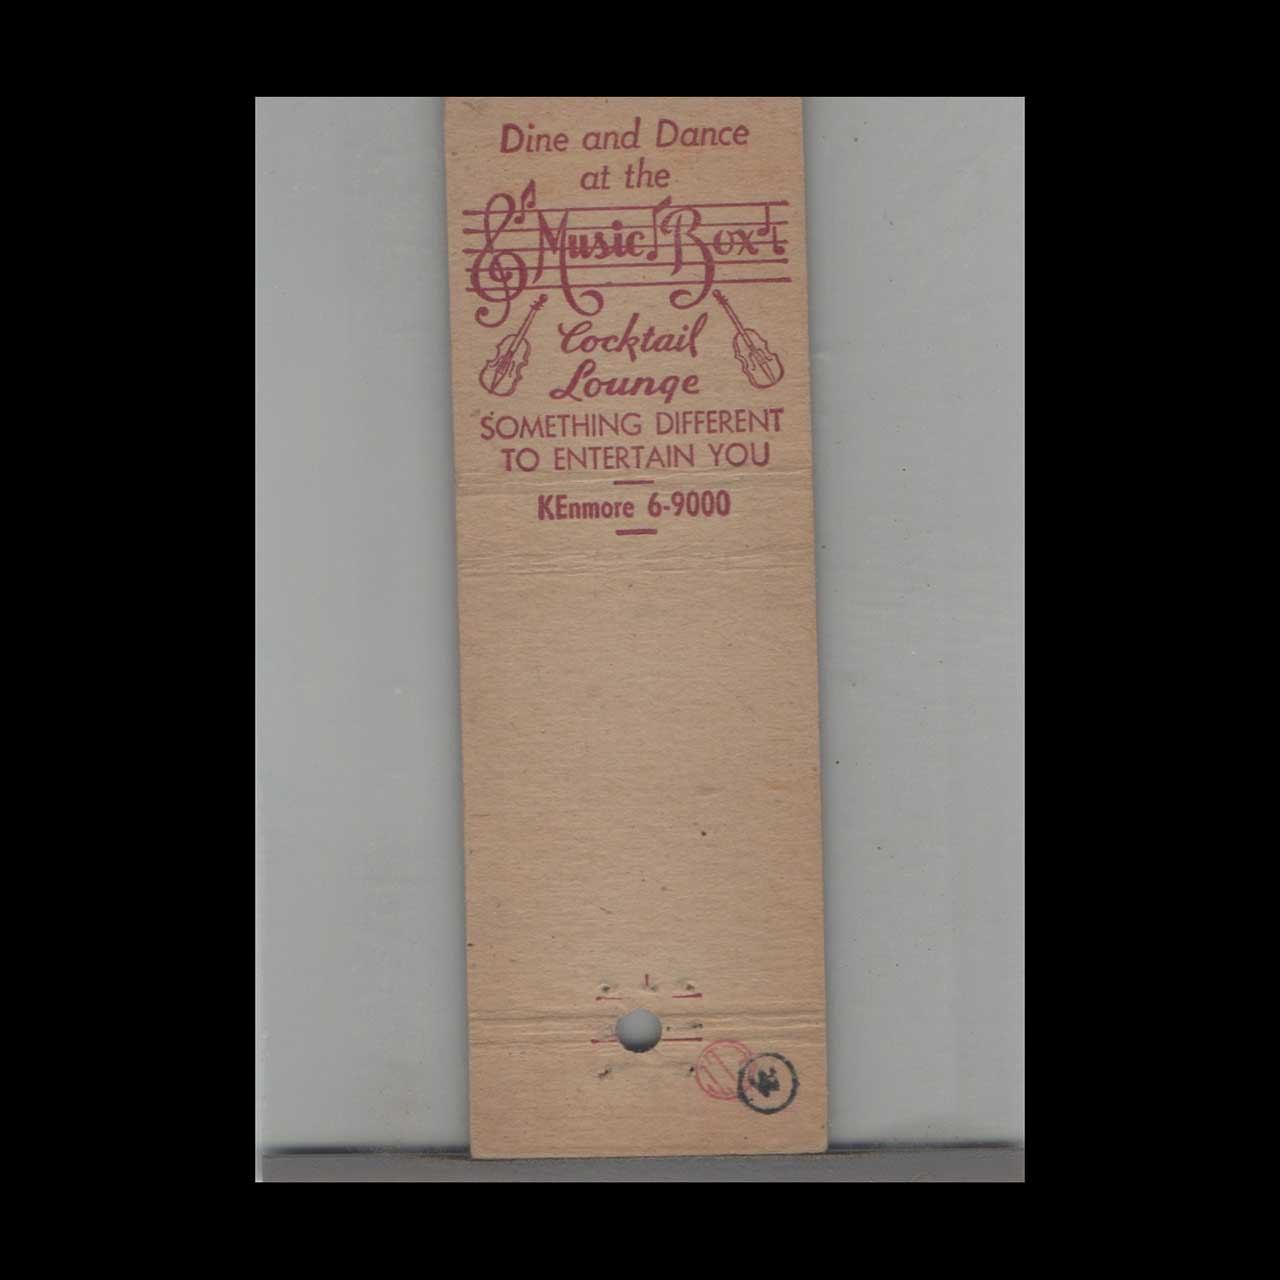 Dine and Dance
at the
Music Box
Cocktail
Lounge
SOMETHING DIFFERENT
TO ENTERTAIN YOU
KEnmore 6-9000